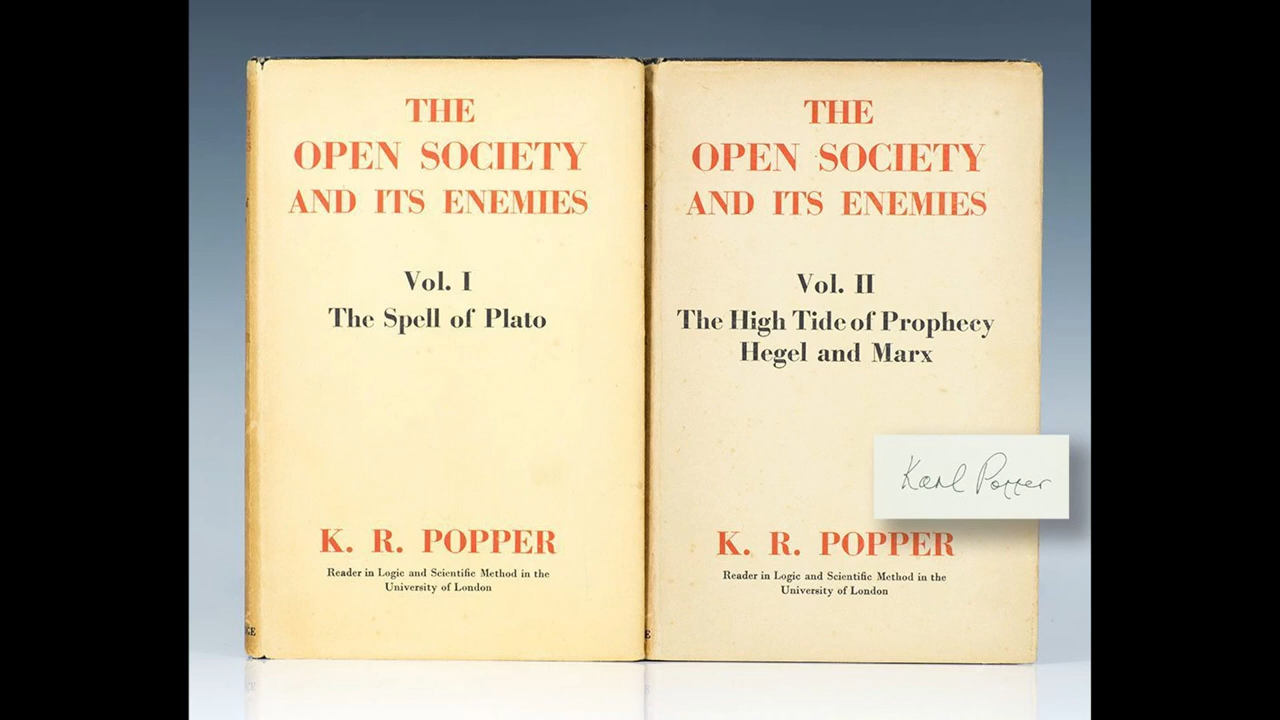 THE
OPEN SOCIETY
AND ITS ENEMIES
Vol. I
The Spell of Plato
K. R. POPPER
Reader in Logic and Scientific Method in the
University of London
THE
OPEN SOCIETY
AND ITS ENEMIES
Vol. II
The High Tide of Prophecy
Hegel and Marx
Karl Popper
K. R. POPPER
Reader in Logic and Scientific Method in the
University of London